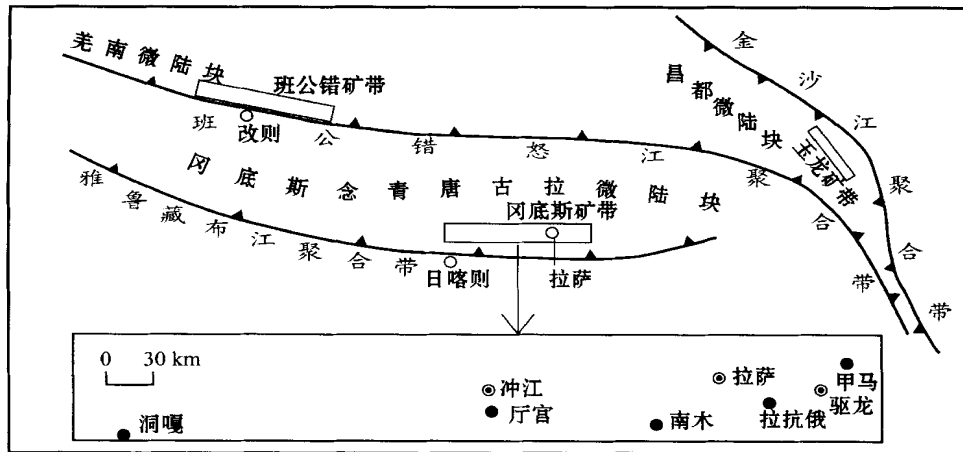 羌南微陆块
班公错矿带
改则
班公错怒江聚合带
金沙江聚合带
昌都微陆块
玉龙矿带
冈底斯念青唐古拉微陆块
雅鲁藏布江聚合带
冈底斯矿带
日喀则
拉萨
0 30 km
冲江
厅宫
洞嘎
南木
拉萨
拉抗俄
甲马
驱龙